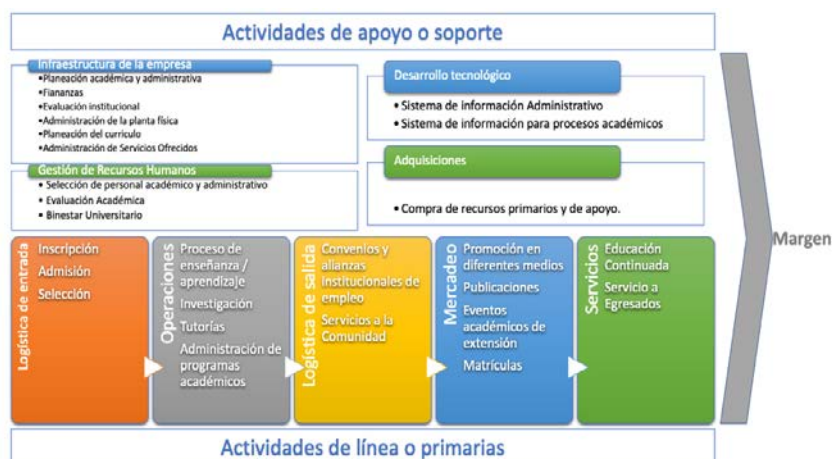 Actividades de apoyo o soporte
Infraestructura de la empresa
•Planeación académica y administrativa
•Fiananzas
•Evaluación institucional
•Administración de la planta física
•Planeación del curriculo
•Administración de Servicios Ofrecidos
Desarrollo tecnológico
•Sistema de información Administrativo
•Sistema de información para procesos académicos
Gestión de Recursos Humanos
• Selección de personal académico y administrativo
• Evaluación Académica
• Binestar Universitario
Adquisiciones
•Compra de recursos primarios y de apoyo.
Logística de entrada
Inscripción
Admisión
Selección
Operaciones
Proceso de
enseñanza /
aprendizaje
Investigación
Tutorías
Administración de
programas
académicos
Logística de salida
Convenios y
alianzas
institucionales de
empleo
Servicios a la
Comunidad
Mercadeo
Promoción en
diferentes medios
Publicaciones
Eventos
académicos de
extensión
Matrículas
Servicios
Educación
Continuada
Servicio a
Egresados
Margen
Actividades de línea o primarias